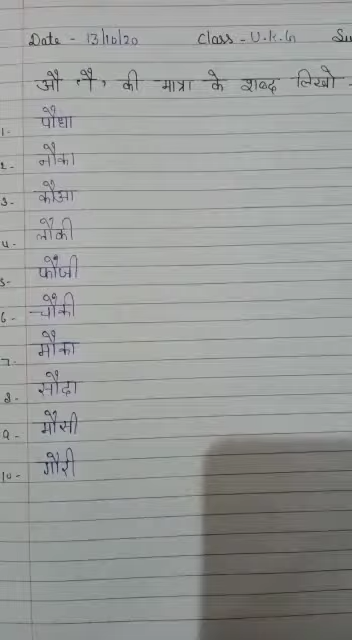 Date - 13/10/20 Class - U.K.G
औ 'ौ' की मात्रा के शब्द लिखो -
1. पौधा
2. नौका
3. कौआ
4. लौकी
5. फौजी
6. चौकी
7. मौका
8. सौदा
9. मौसी
10. गौरी